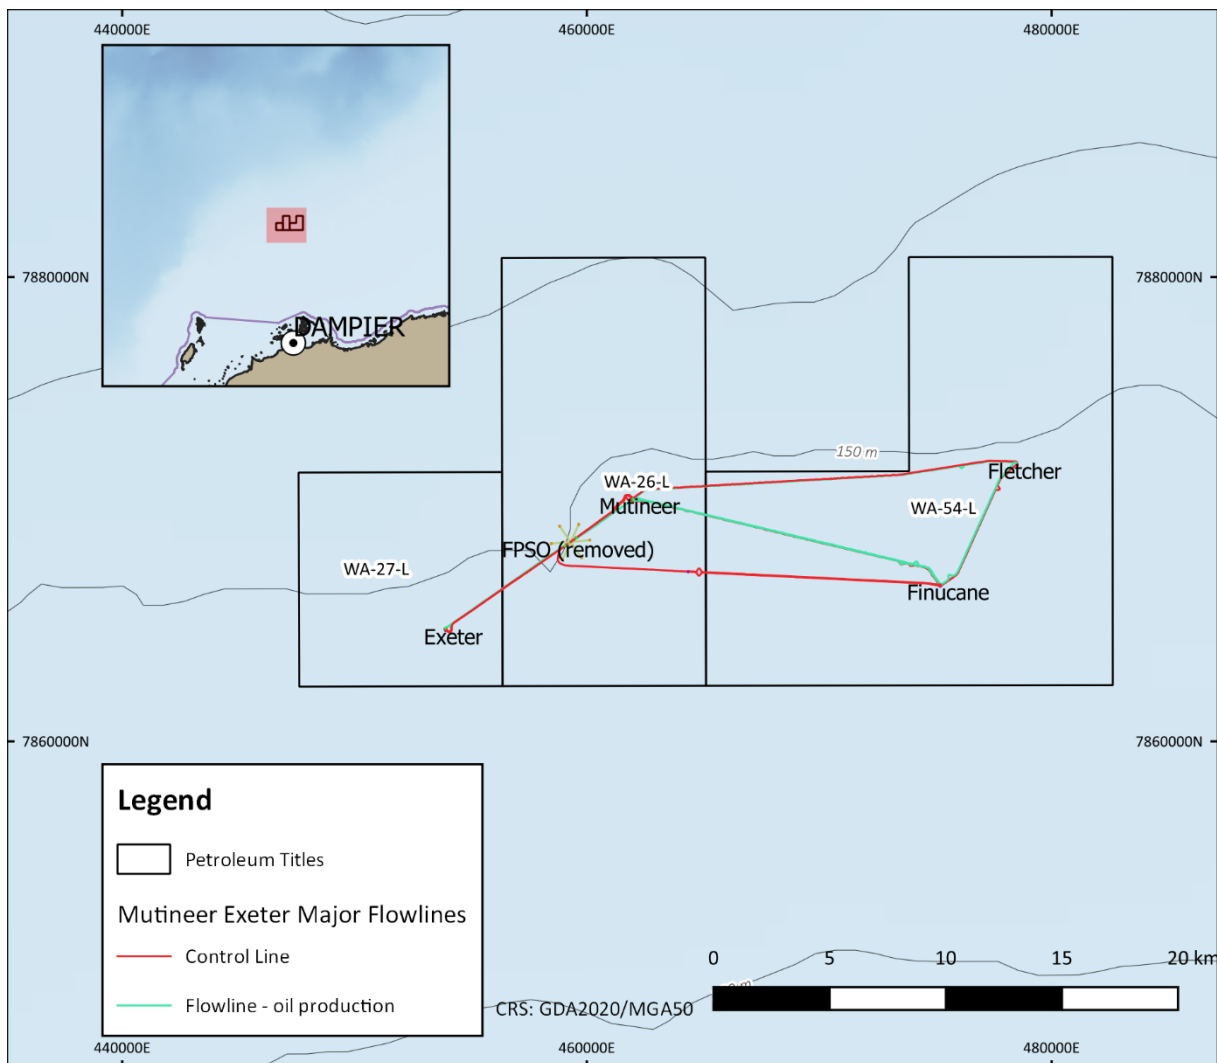 440000E
460000E
480000E
DAMPIER
7880000N
7880000N
150 m
WA-26-L
Fletcher
Mutineer
WA-54-L
FPSO (removed)
WA-27-L
Finucane
Exeter
7860000N
7860000N
Legend
Petroleum Titles
Mutineer Exeter Major Flowlines
Control Line
Flowline - oil production
0 5 10 15 20 km
CRS: GDA2020/MGA50
440000E
460000E
480000E